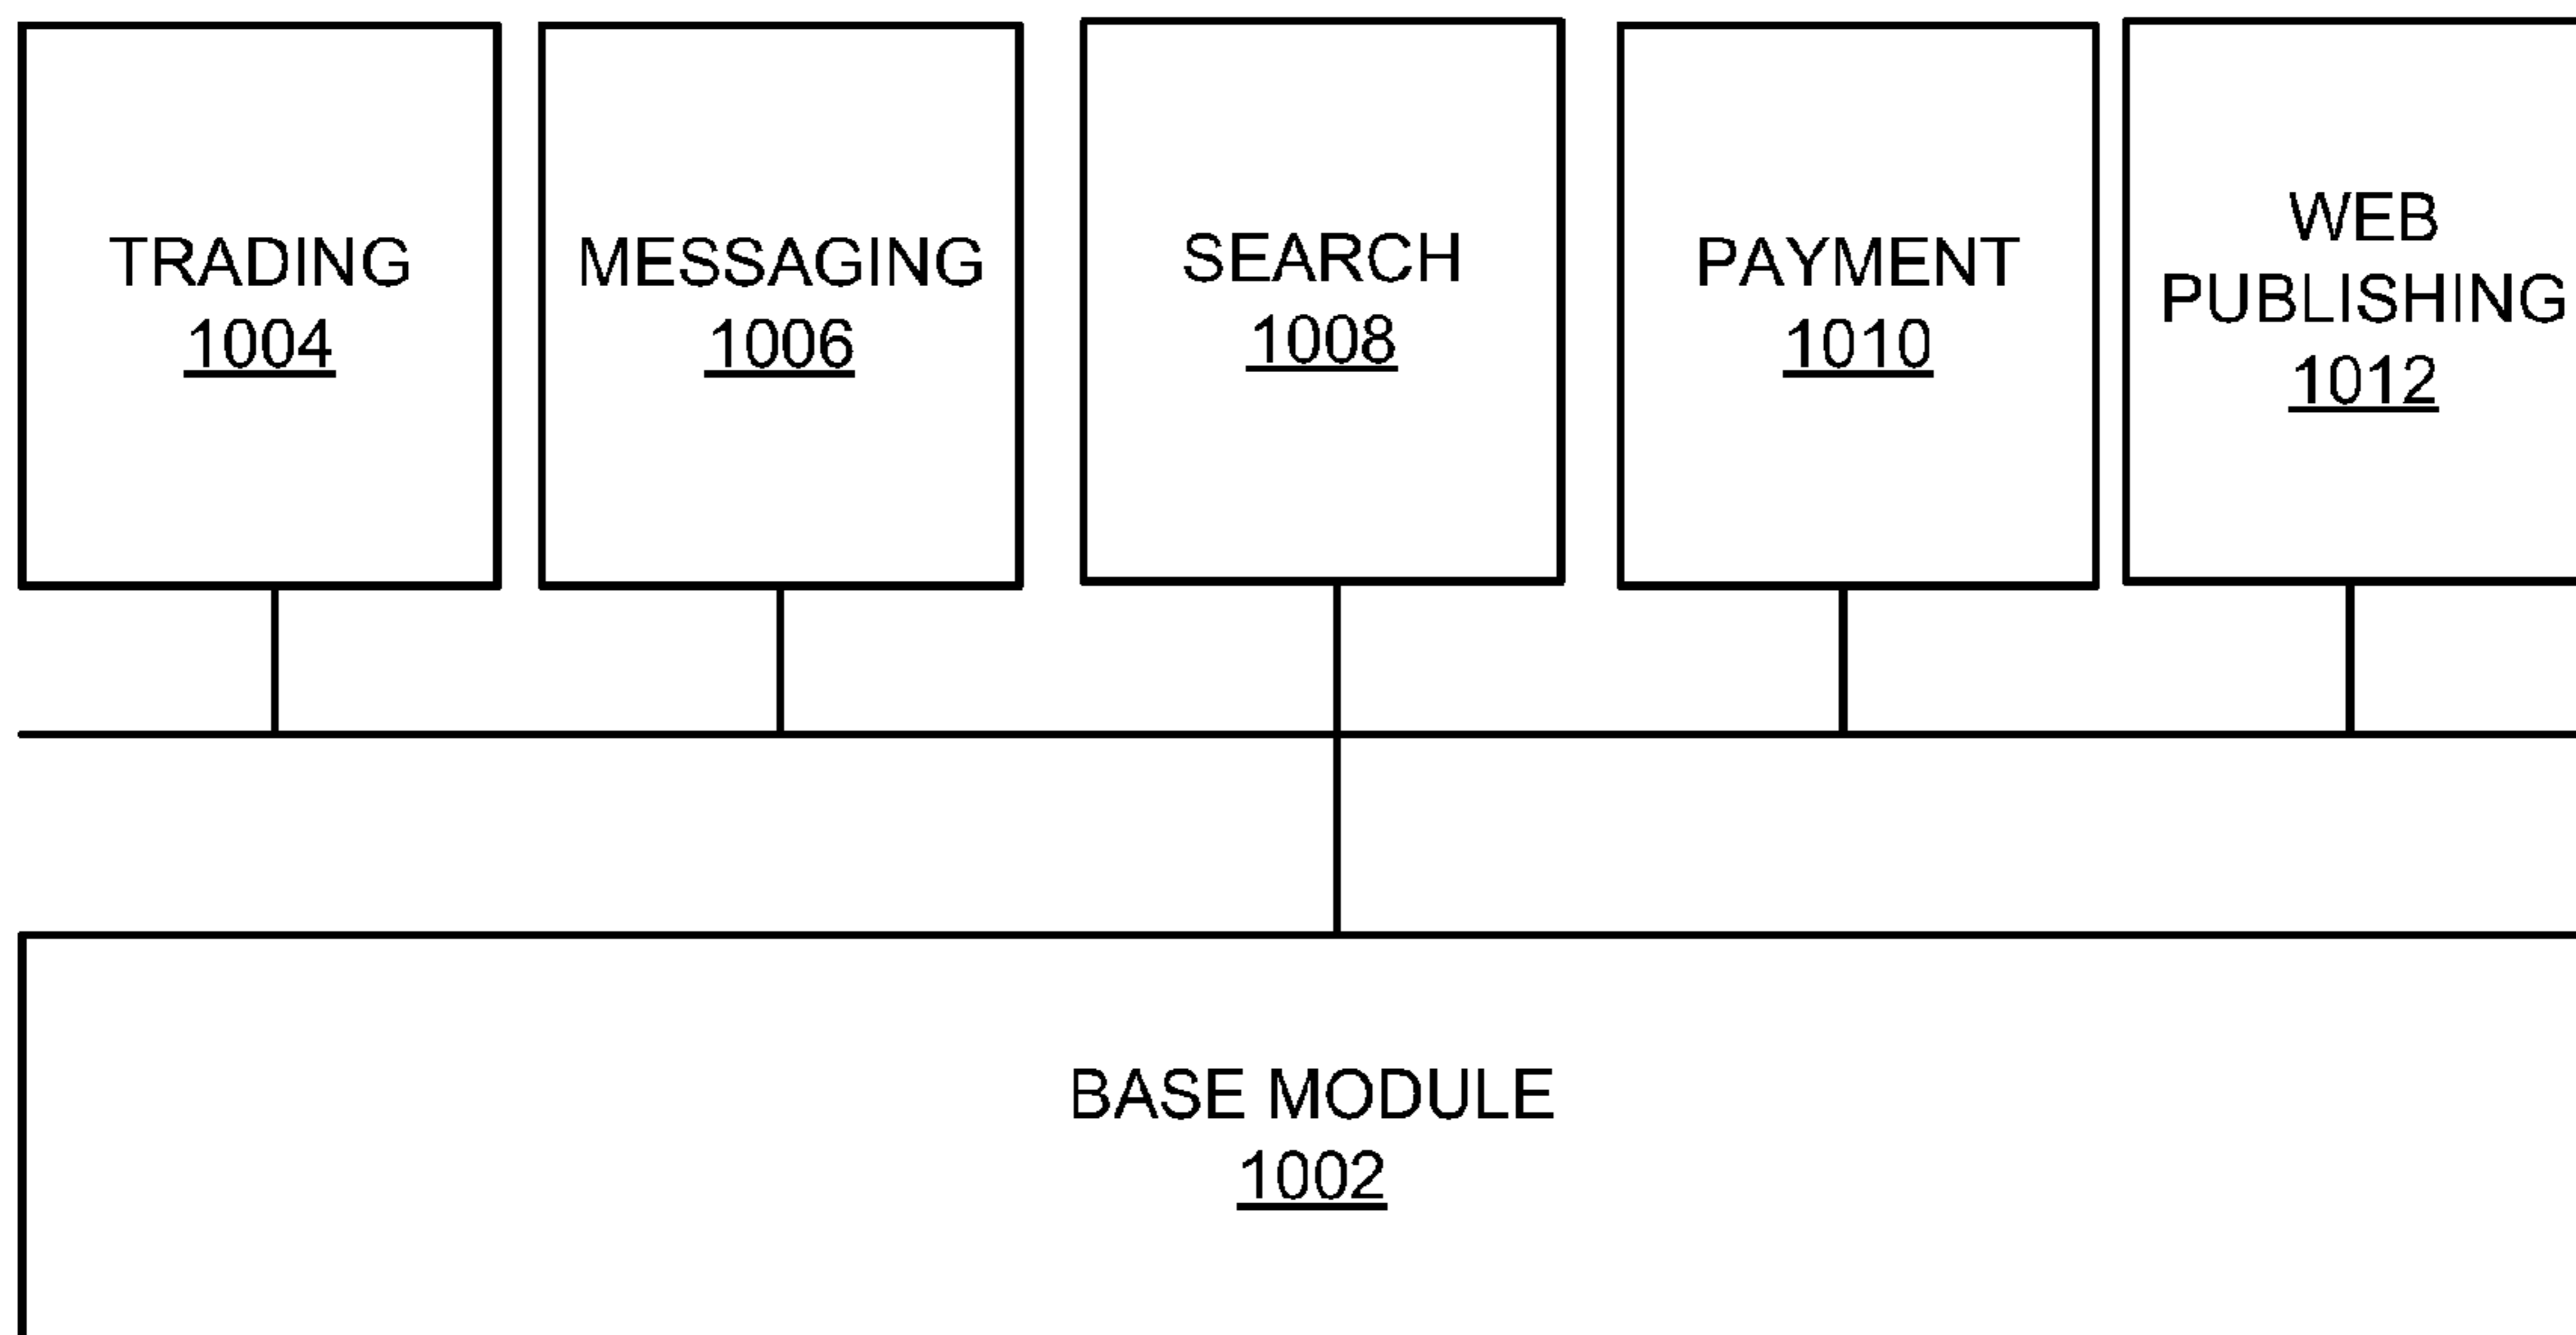 TRADING
1004
MESSAGING
1006
SEARCH
1008
PAYMENT
1010
WEB
PUBLISHING
1012
BASE MODULE
1002